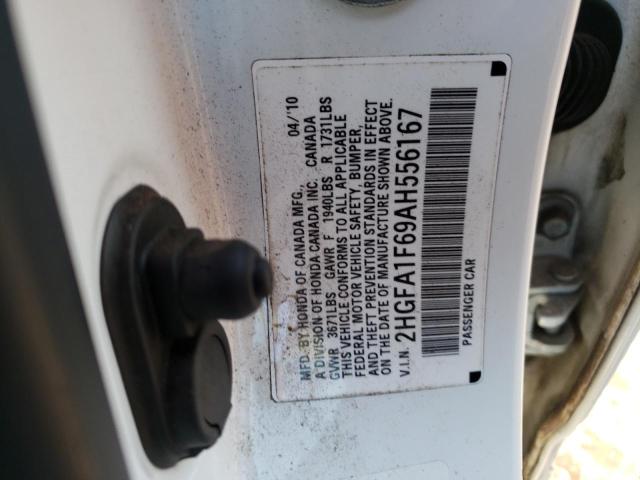 MFD. BY HONDA OF CANADA MFG., 04/'10
A DIVISION OF HONDA CANADA INC. CANADA
GVWR 3671LBS GAWR F 1940LBS R 1731LBS
THIS VEHICLE CONFORMS TO ALL APPLICABLE
FEDERAL MOTOR VEHICLE SAFETY, BUMPER,
AND THEFT PREVENTION STANDARDS IN EFFECT
ON THE DATE OF MANUFACTURE SHOWN ABOVE.
V.I.N. 2HGFA1F69AH556167
PASSENGER CAR